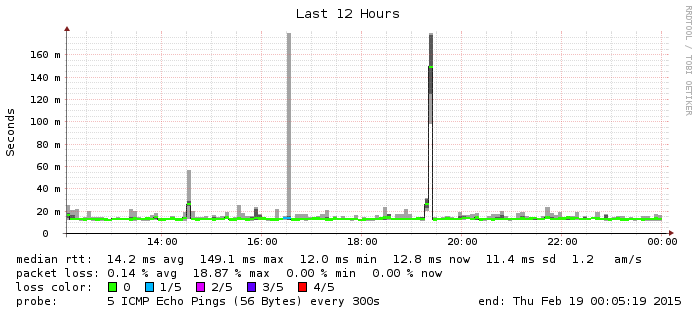 Last 12 Hours
RRDTOOL / TOBI OETIKER
Seconds
160 m
140 m
120 m
100 m
80 m
60 m
40 m
20 m
0
14:00 16:00 18:00 20:00 22:00 00:00
median rtt: 14.2 ms avg 149.1 ms max 12.0 ms min 12.8 ms now 11.4 ms sd 1.2 am/s
packet loss: 0.14 % avg 18.87 % max 0.00 % min 0.00 % now
loss color: 0 1/5 2/5 3/5 4/5
probe: 5 ICMP Echo Pings (56 Bytes) every 300s end: Thu Feb 19 00:05:19 2015